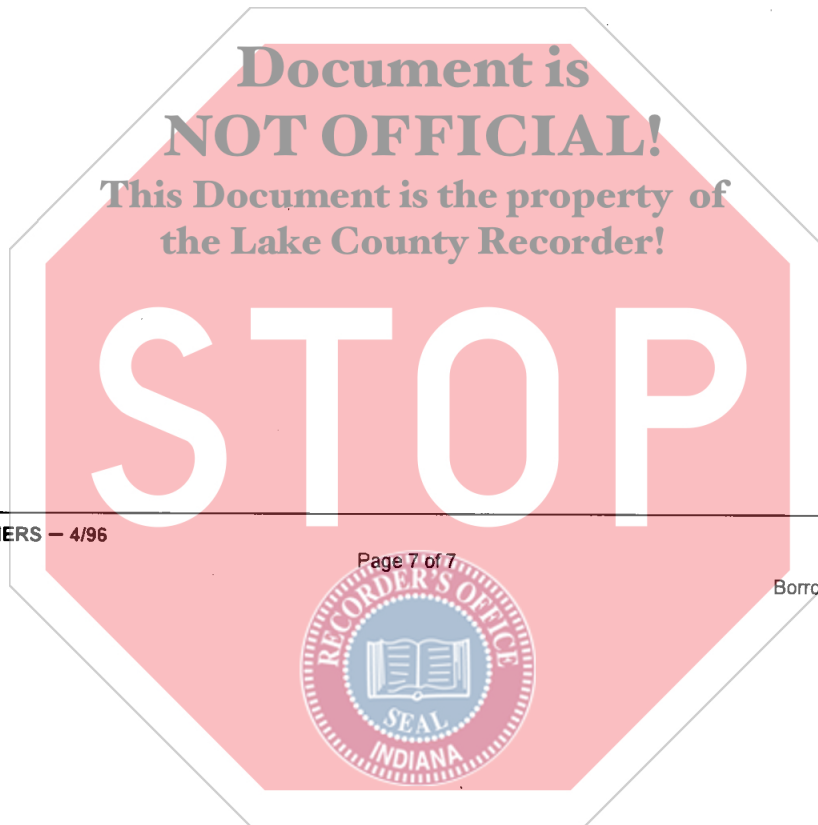 Document is
NOT OFFICIAL!
This Document is the property of
the Lake County Recorder!
STOP
ERS — 4/96
Page 7 of 7
Borro
RECORDER'S OFFICE
SEAL
INDIANA